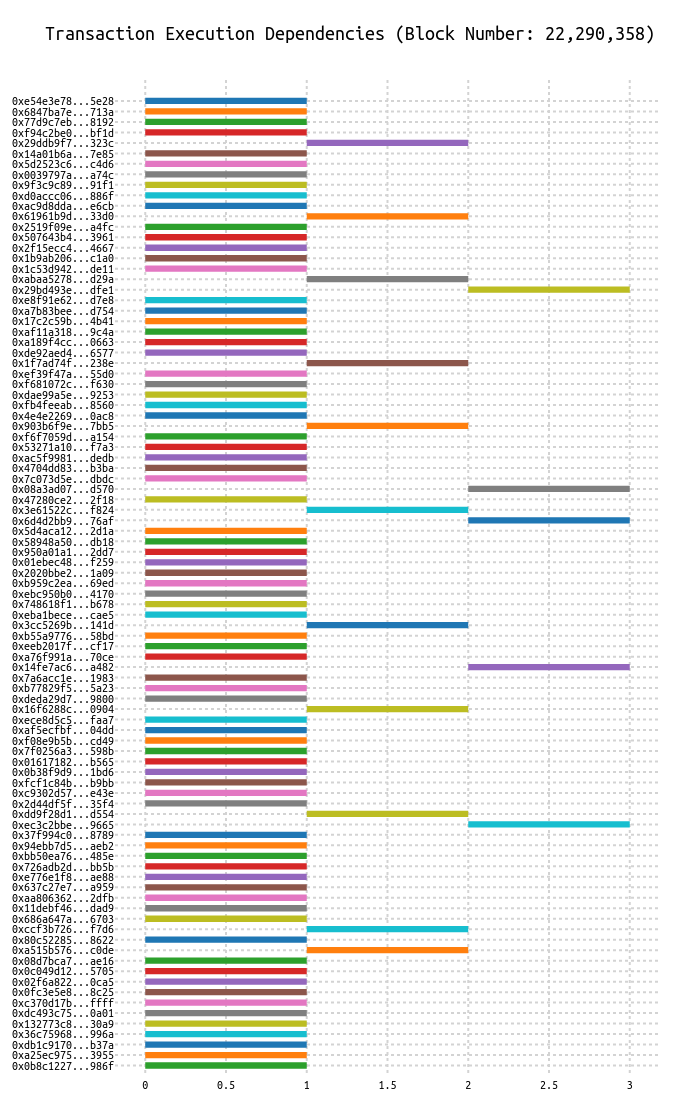 Transaction Execution Dependencies (Block Number: 22,290,358)
0xe54e3e78...5e28
0x6847ba7e...713a
0x77d9c7eb...8192
0xf94c2be0...bf1d
0x29ddb9f7...323c
0x14a01b6a...7e85
0x5d2523c6...c4d6
0x0039797a...a74c
0x9f3c9c89...91f1
0xd0accc06...886f
0xac9d8dda...e6cb
0x61961b9d...33d0
0x2519f09e...a4fc
0x507643b4...3961
0x2f15ecc4...4667
0x1b9ab206...c1a0
0x1c53d942...de11
0xabaa5278...d29a
0x29bd493e...dfe1
0xe8f91e62...d7e8
0xa7b83bee...d754
0x17c2c59b...4b41
0xaf11a318...9c4a
0xa189f4cc...0663
0xde92aed4...6577
0x1f7ad74f...238e
0xef39f47a...55d0
0xf681072c...f630
0xdae99a5e...9253
0xfb4feeab...8560
0x4e4e2269...0ac8
0x903b6f9e...7bb5
0xf6f7059d...a154
0x53271a10...f7a3
0xac5f9981...dedb
0x4704dd83...b3ba
0x7c073d5e...dbdc
0x08a3ad07...d570
0x47280ce2...2f18
0x3e61522c...f824
0x6d4d2bb9...76af
0x5d4aca12...2d1a
0x58948a50...db18
0x950a01a1...2dd7
0x01ebec48...f259
0x2020bbe2...1a09
0xb959c2ea...69ed
0xebc950b0...4170
0x748618f1...b678
0xeba1bece...cae5
0x3cc5269b...141d
0xb55a9776...58bd
0xeeb2017f...cf17
0xa76f991a...70ce
0x14fe7ac6...a482
0x7a6acc1e...1983
0xb77829f5...5a23
0xdeda29d7...9800
0x16f6288c...0904
0xece8d5c5...faa7
0xaf5ecfbf...04dd
0xf08e9b5b...cd49
0x7f0256a3...598b
0x01617182...b565
0x0b38f9d9...1bd6
0xfcf1c84b...b9bb
0xc9302d57...e43e
0x2d44df5f...35f4
0xdd9f28d1...d554
0xec3c2bbe...9665
0x37f994c0...8789
0x94ebb7d5...aeb2
0xbb50ea76...485e
0x726adb2d...bb5b
0xe776e1f8...ae88
0x637c27e7...a959
0xaa806362...2dfb
0x11debf46...dad9
0x686a647a...6703
0xccf3b726...f7d6
0x80c52285...8622
0xa515b576...c0de
0x08d7bca7...ae16
0x0c049d12...5705
0x02f6a822...0ca5
0x0fc3e5e8...8c25
0xc370d17b...ffff
0xdc493c75...0a01
0x132773c8...30a9
0x36c75968...996a
0xdb1c9170...b37a
0xa25ec975...3955
0x0b8c1227...986f
0 0.5 1 1.5 2 2.5 3